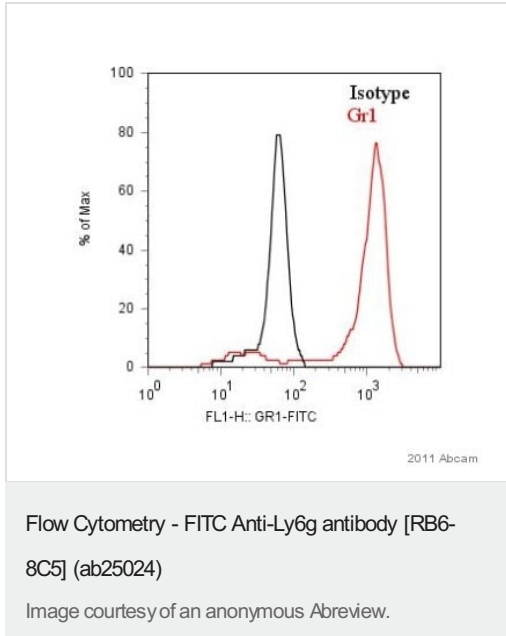 100
80
60
40
20
0
% of Max
Isotype
Gr1
10^0 10^1 10^2 10^3
FL1-H:: GR1-FITC
2011 Abcam
Flow Cytometry - FITC Anti-Ly6g antibody [RB6-
8C5] (ab25024)
Image courtesy of an anonymous Abreview.